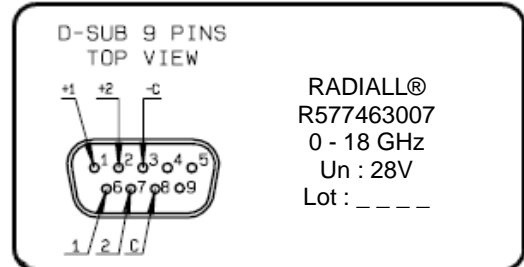 D-SUB 9 PINS
TOP VIEW
+1 +2 -C
1 2 3 4 5
6 7 8 9
1 2 C
RADIALL®
R577463007
0 - 18 GHz
Un : 28V
Lot : _ _ _ _